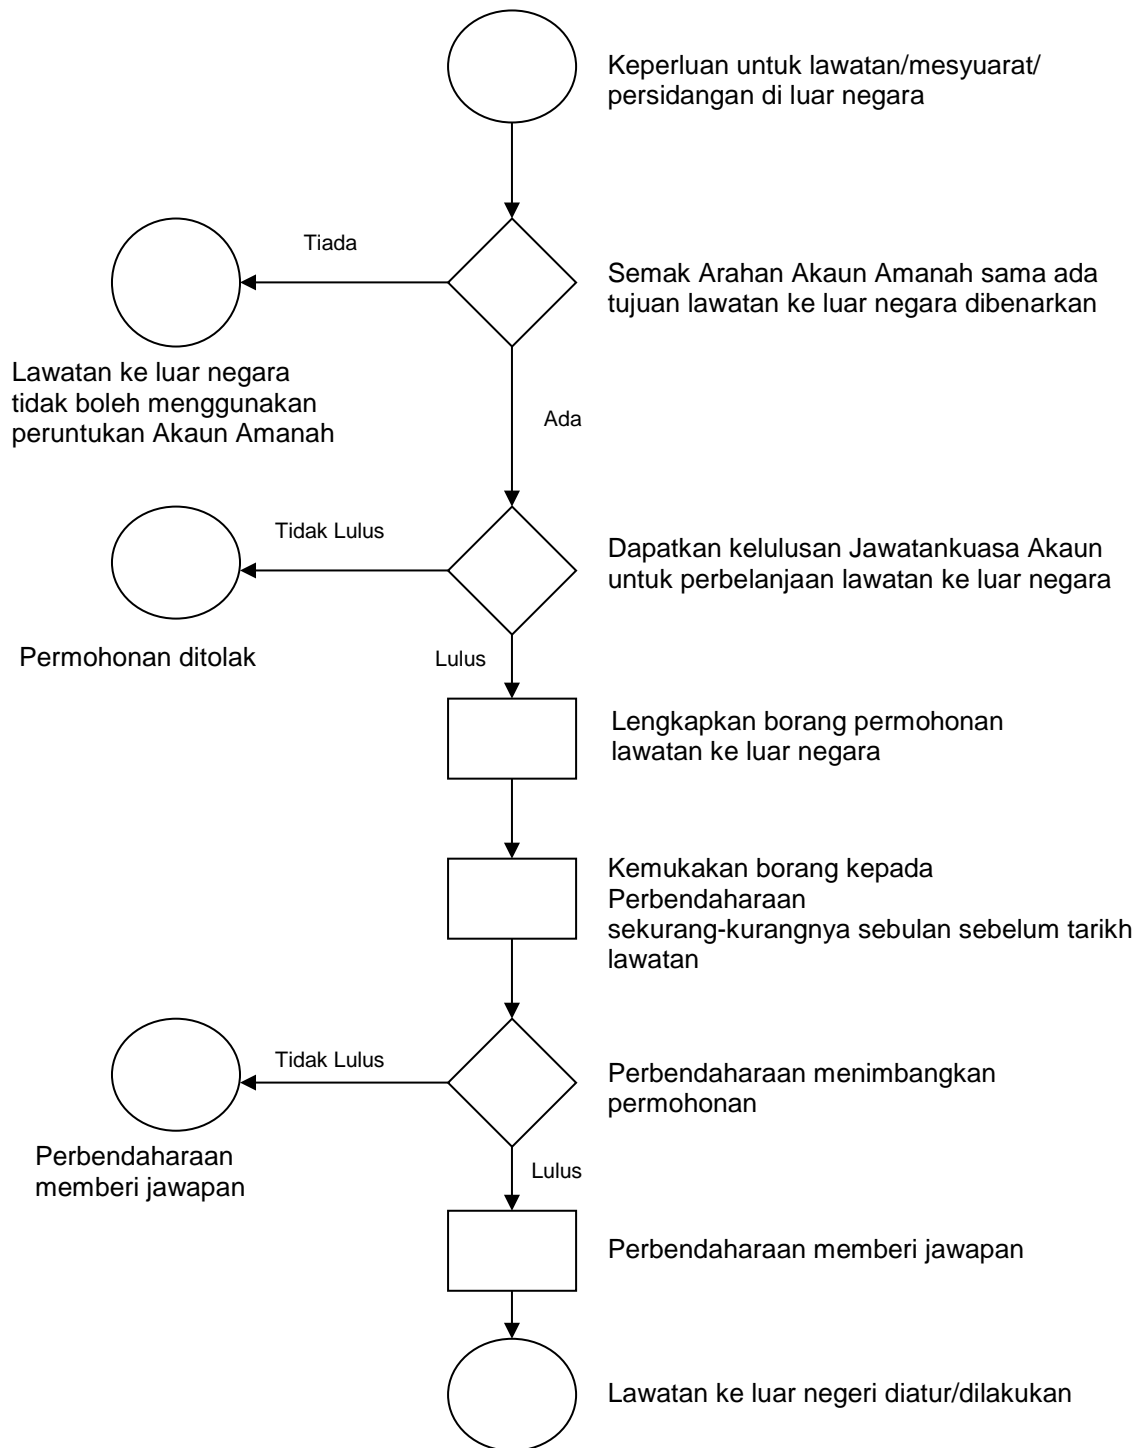 Keperluan untuk lawatan/mesyuarat/
persidangan di luar negara
Tiada
Semak Arahan Akaun Amanah sama ada
tujuan lawatan ke luar negara dibenarkan
Lawatan ke luar negara
tidak boleh menggunakan
peruntukan Akaun Amanah
Ada
Tidak Lulus
Dapatkan kelulusan Jawatankuasa Akaun
untuk perbelanjaan lawatan ke luar negara
Permohonan ditolak
Lulus
Lengkapkan borang permohonan
lawatan ke luar negara
Kemukakan borang kepada
Perbendaharaan
sekurang-kurangnya sebulan sebelum tarikh
lawatan
Tidak Lulus
Perbendaharaan menimbangkan
permohonan
Perbendaharaan
memberi jawapan
Lulus
Perbendaharaan memberi jawapan
Lawatan ke luar negeri diatur/dilakukan